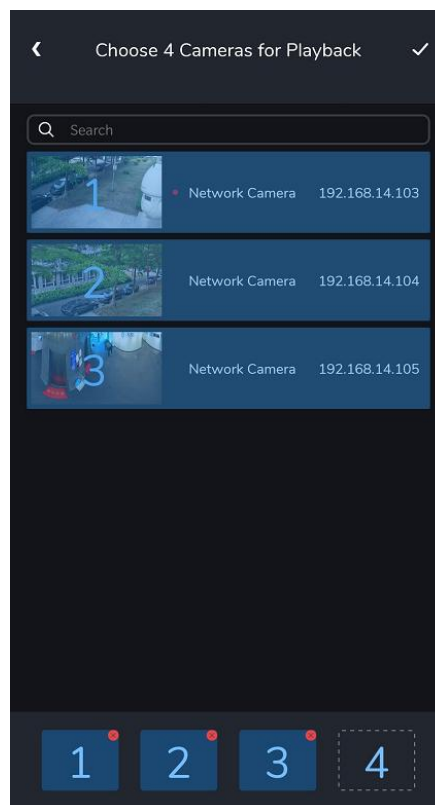 Choose 4 Cameras for Playback
Search
1 Network Camera 192.168.14.103
2 Network Camera 192.168.14.104
3 Network Camera 192.168.14.105
1 2 3 4